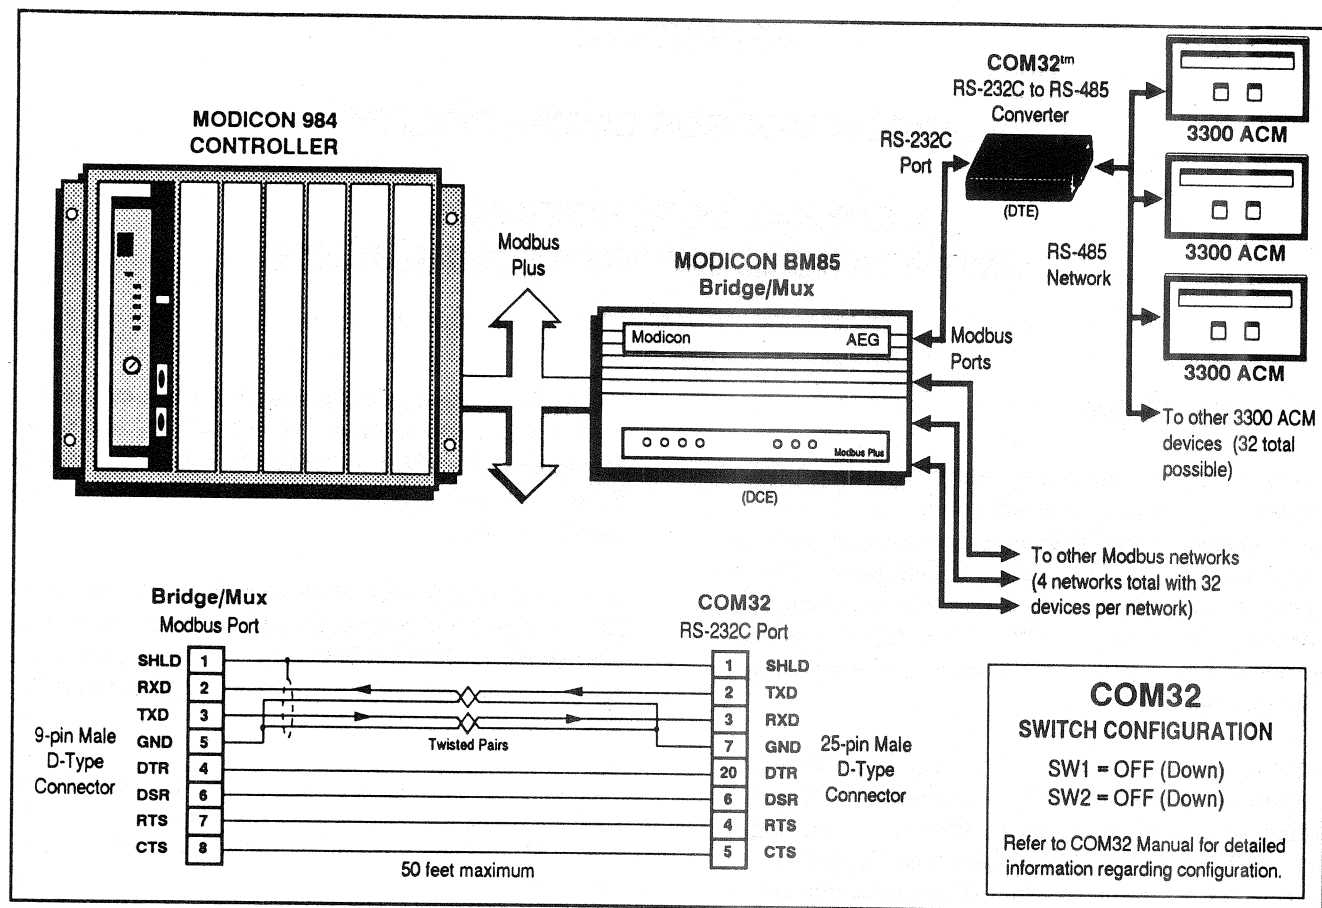 MODICON 984
CONTROLLER
Modbus
Plus
MODICON BM85
Bridge/Mux
Modicon
AEG
Modbus Plus
(DCE)
COM32tm
RS-232C to RS-485
Converter
RS-232C
Port
(DTE)
RS-485
Network
Modbus
Ports
3300 ACM
3300 ACM
3300 ACM
To other 3300 ACM
devices (32 total
possible)
To other Modbus networks
(4 networks total with 32
devices per network)
Bridge/Mux
Modbus Port
COM32
RS-232C Port
SHLD 1
1 SHLD
RXD 2
2 TXD
TXD 3
3 RXD
GND 5
7 GND
DTR 4
20 DTR
DSR 6
6 DSR
RTS 7
4 RTS
CTS 8
5 CTS
9-pin Male
D-Type
Connector
Twisted Pairs
25-pin Male
D-Type
Connector
50 feet maximum
COM32
SWITCH CONFIGURATION
SW1 = OFF (Down)
SW2 = OFF (Down)
Refer to COM32 Manual for detailed
information regarding configuration.